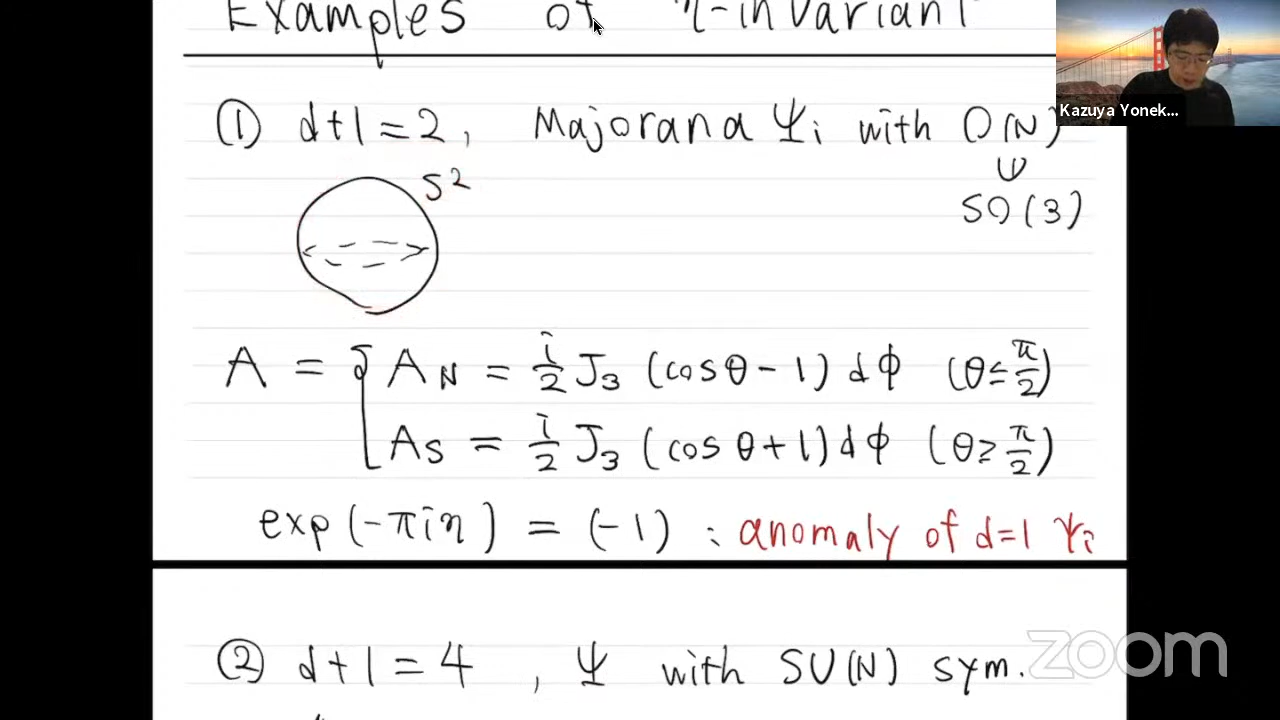 Examples of η-invariant
① d+1=2, Majorana Ψi with O(N)
∪
S² SO(3)
A = { A_N = i/2 J₃ (cosθ-1) dϕ (θ≤π/2)
A_S = i/2 J₃ (cosθ+1) dϕ (θ≥π/2)
exp(-πiη) = (-1) : anomaly of d=1 Ψi
② d+1=4, Ψ with SU(N) sym.
Kazuya Yonek...
zoom